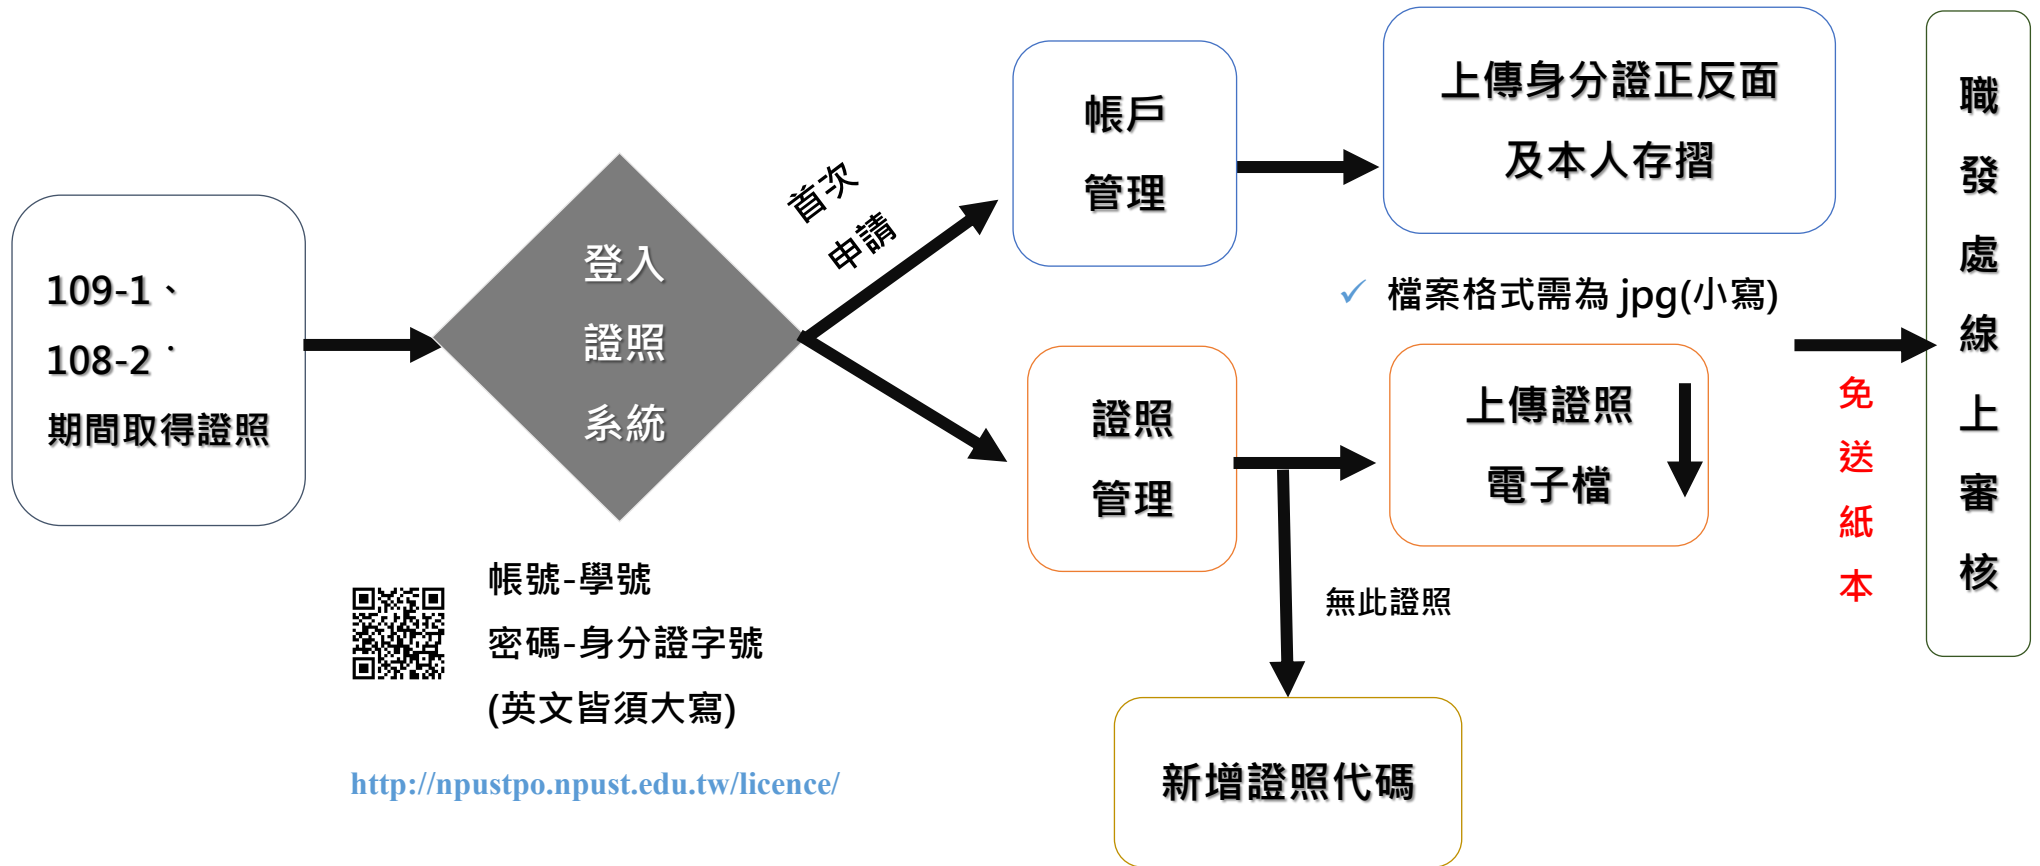 109-1、
108-2
期間取得證照
登入
證照
系統
帳號-學號
密碼-身分證字號
(英文皆須大寫)
http://npustpo.npust.edu.tw/licence/
首次
申請
帳戶
管理
上傳身分證正反面
及本人存摺
✓ 檔案格式需為 jpg(小寫)
證照
管理
上傳證照
電子檔
無此證照
新增證照代碼
免送紙本
職發處線上審核